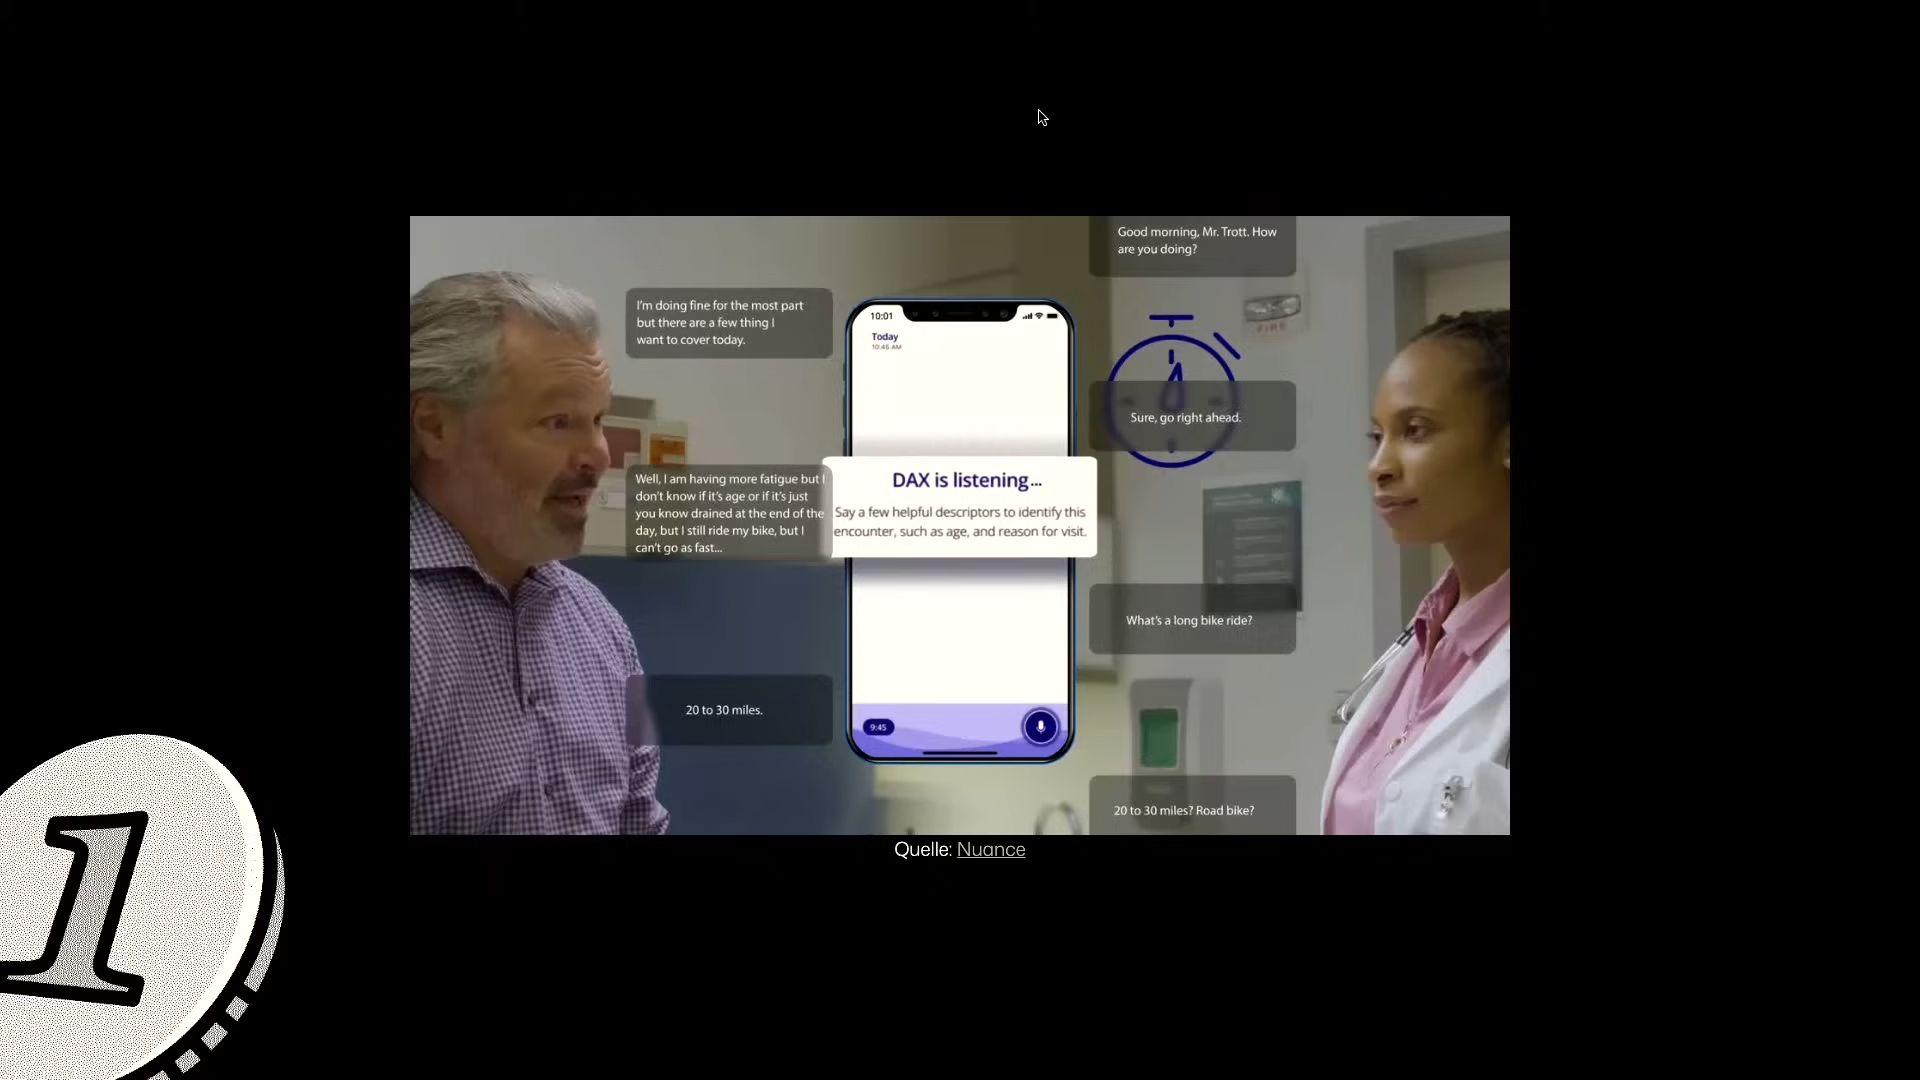 Good morning, Mr. Trott. How
are you doing?
I'm doing fine for the most part
but there are a few thing I
want to cover today.
10:01
Today
10:45 AM
FIRE
Sure, go right ahead.
Well, I am having more fatigue but I
don't know if it's age or if it's just
you know drained at the end of the
day, but I still ride my bike, but I
can't go as fast...
DAX is listening...
Say a few helpful descriptors to identify this
encounter, such as age, and reason for visit.
What's a long bike ride?
20 to 30 miles.
9:45
20 to 30 miles? Road bike?
Quelle: Nuance
1